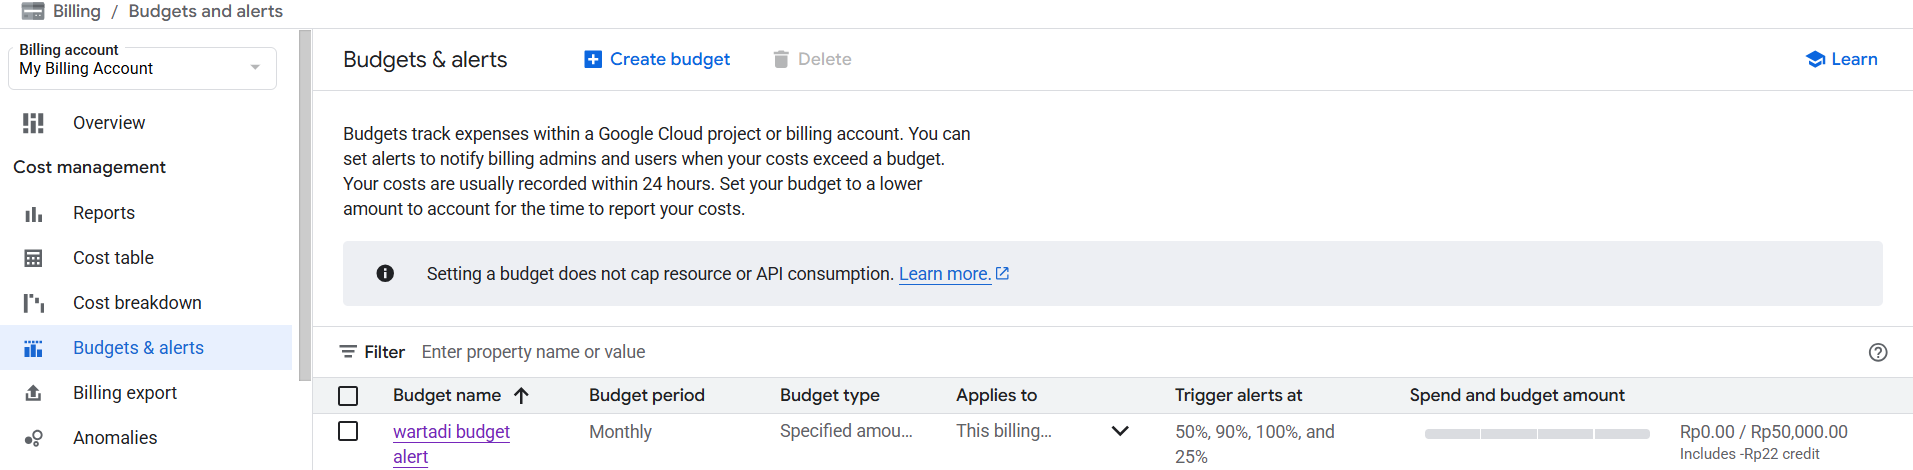 Billing / Budgets and alerts
Billing account
My Billing Account
Overview
Cost management
Reports
Cost table
Cost breakdown
Budgets & alerts
Billing export
Anomalies
Budgets & alerts
Create budget
Delete
Learn
Budgets track expenses within a Google Cloud project or billing account. You can
set alerts to notify billing admins and users when your costs exceed a budget.
Your costs are usually recorded within 24 hours. Set your budget to a lower
amount to account for the time to report your costs.
Setting a budget does not cap resource or API consumption. Learn more.
Filter Enter property name or value
Budget name Budget period Budget type Applies to Trigger alerts at Spend and budget amount
wartadi budget
alert
Monthly
Specified amou...
This billing...
50%, 90%, 100%, and
25%
Rp0.00 / Rp50,000.00
Includes -Rp22 credit